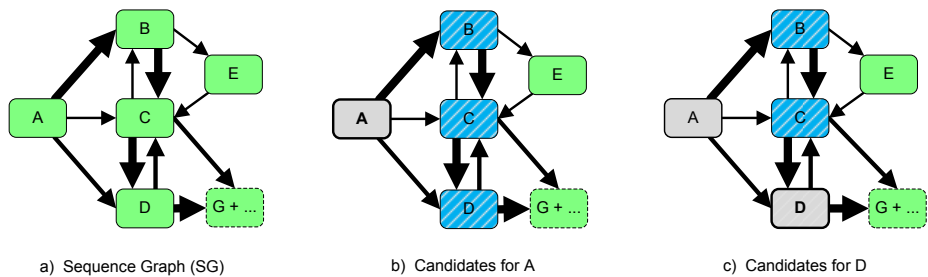 B
E
A
C
D
G + ...
a) Sequence Graph (SG)
B
E
A
C
D
G + ...
b) Candidates for A
B
E
A
C
D
G + ...
c) Candidates for D